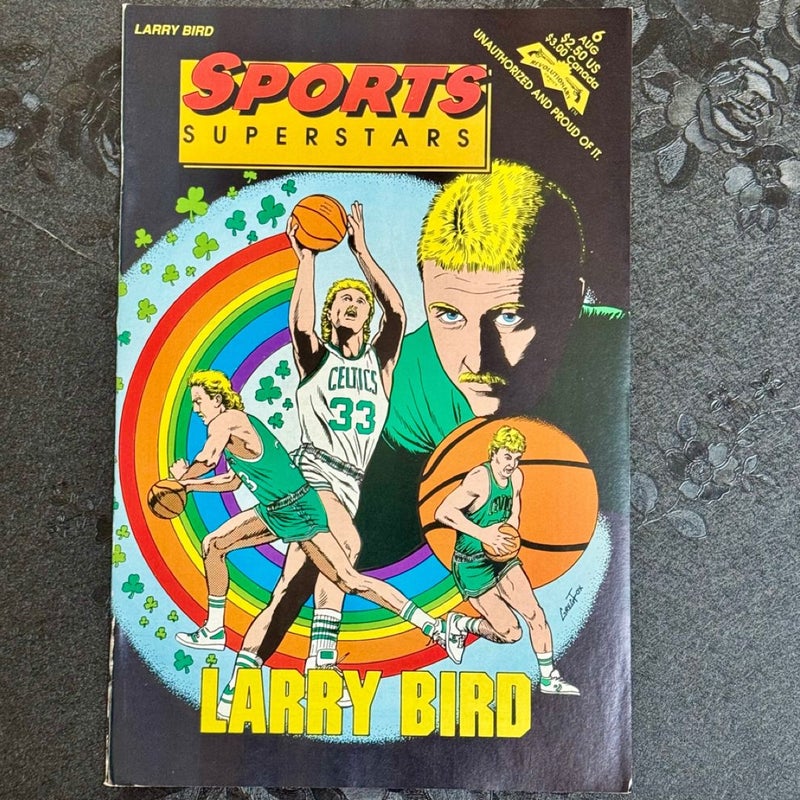 LARRY BIRD
SPORTS
SUPERSTARS
6
AUG
$2.50 US
$3.00 Canada
REVOLUTIONARY
UNAUTHORIZED AND PROUD OF IT.
CELTICS
33
LARRY BIRD